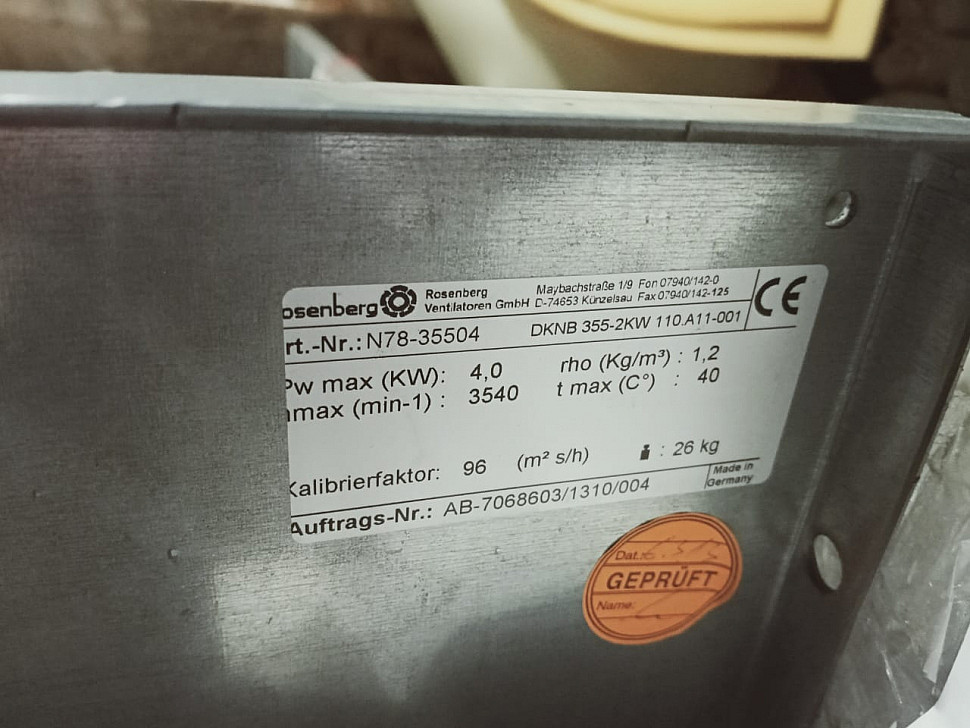 osenberg
Rosenberg
Ventilatoren GmbH
Maybachstraße 1/9 Fon 07940/142-0
D-74653 Künzelsau Fax 07940/142-125
CE
rt.-Nr.: N78-35504 DKNB 355-2KW 110.A11-001
Pw max (KW): 4,0 rho (Kg/m³) : 1,2
nmax (min-1) : 3540 t max (C°) : 40
Kalibrierfaktor: 96 (m² s/h) : 26 kg
Auftrags-Nr.: AB-7068603/1310/004
Made in
Germany
Dat.:
GEPRÜFT
Name: